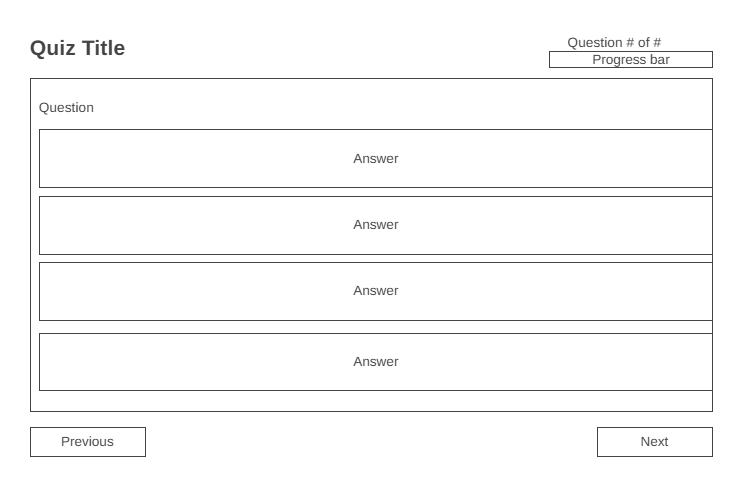 Quiz Title
Question # of #
Progress bar
Question
Answer
Answer
Answer
Answer
Previous
Next